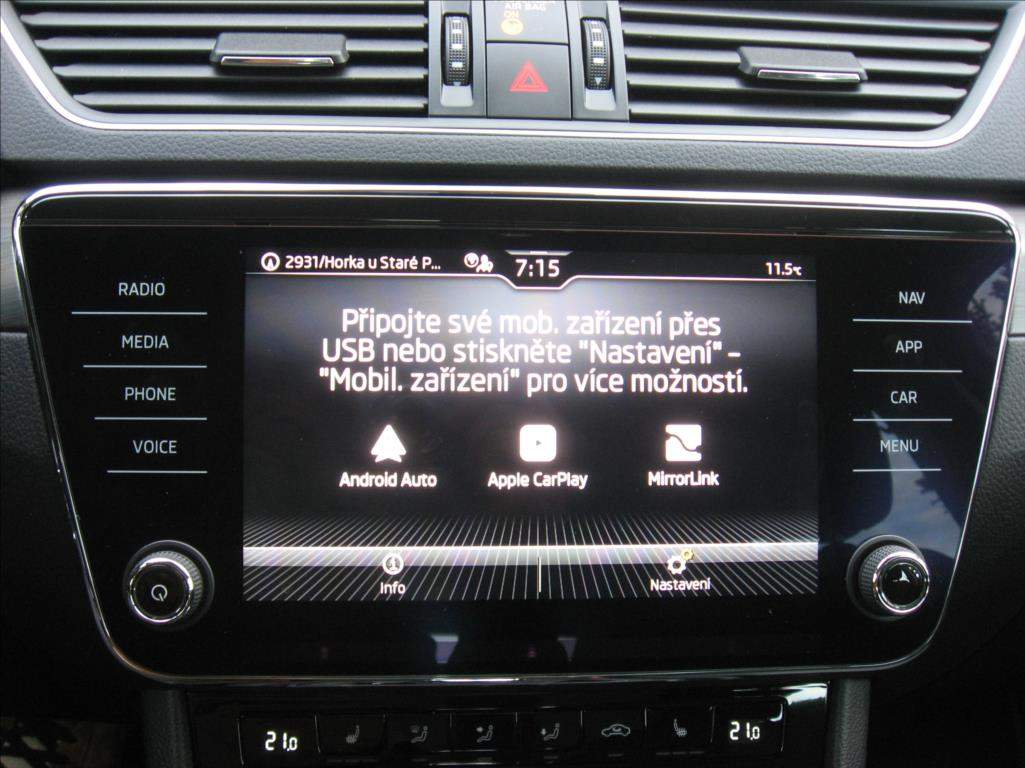 AIR BAG
ON
2931/Horka u Staré P...
7:15
11.5°C
Připojte své mob. zařízení přes
USB nebo stiskněte "Nastavení" –
"Mobil. zařízení" pro více možností.
Android Auto
Apple CarPlay
MirrorLink
Info
Nastavení
RADIO
MEDIA
PHONE
VOICE
NAV
APP
CAR
MENU
21.0
21.0